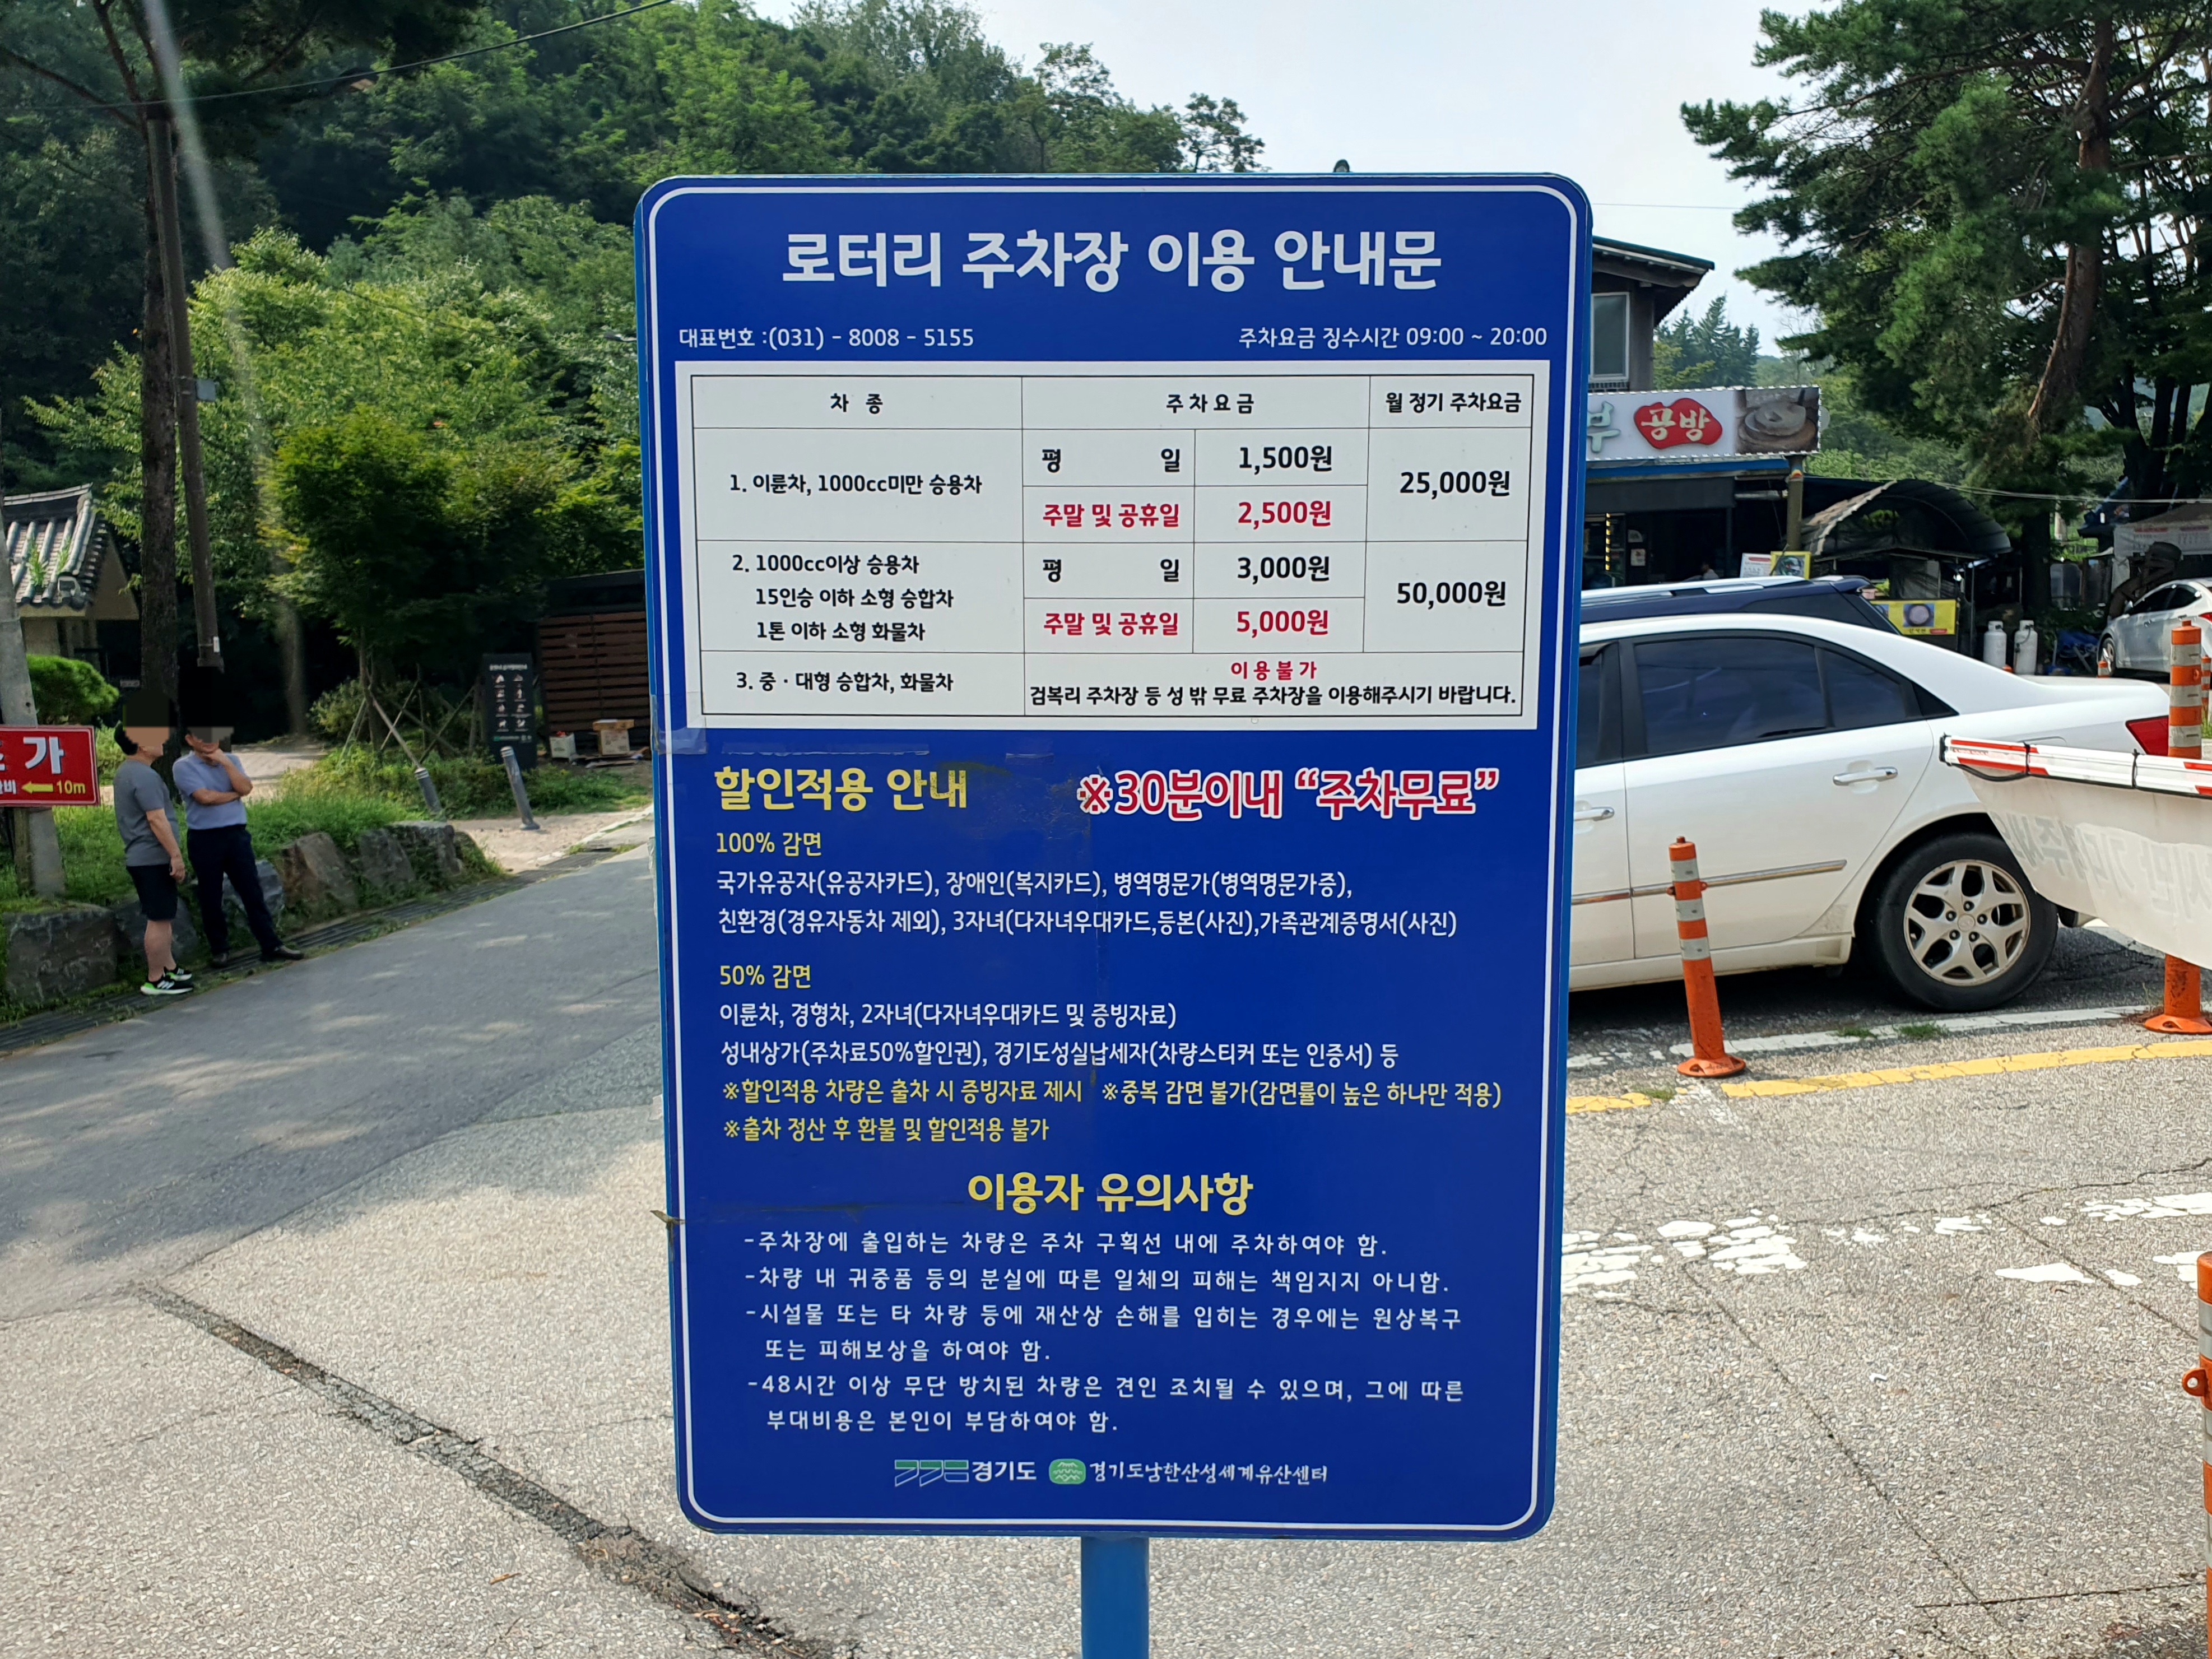 로터리 주차장 이용 안내문
대표번호 :(031) - 8008 - 5155
주차요금 징수시간 09:00 ~ 20:00
차 종
주 차 요 금
월 정기 주차요금
1. 이륜차, 1000cc미만 승용차
평 일
1,500원
25,000원
주말 및 공휴일
2,500원
2. 1000cc이상 승용차
15인승 이하 소형 승합차
1톤 이하 소형 화물차
평 일
3,000원
50,000원
주말 및 공휴일
5,000원
3. 중 · 대형 승합차, 화물차
이 용 불 가
검복리 주차장 등 성 밖 무료 주차장을 이용해주시기 바랍니다.
할인적용 안내
※30분이내 “주차무료”
100% 감면
국가유공자(유공자카드), 장애인(복지카드), 병역명문가(병역명문가증),
친환경(경유자동차 제외), 3자녀(다자녀우대카드,등본(사진),가족관계증명서(사진)
50% 감면
이륜차, 경형차, 2자녀(다자녀우대카드 및 증빙자료)
성내상가(주차료50%할인권), 경기도성실납세자(차량스티커 또는 인증서) 등
※할인적용 차량은 출차 시 증빙자료 제시 ※중복 감면 불가(감면률이 높은 하나만 적용)
※출차 정산 후 환불 및 할인적용 불가
이용자 유의사항
-주차장에 출입하는 차량은 주차 구획선 내에 주차하여야 함.
-차량 내 귀중품 등의 분실에 따른 일체의 피해는 책임지지 아니함.
-시설물 또는 타 차량 등에 재산상 손해를 입히는 경우에는 원상복구
또는 피해보상을 하여야 함.
-48시간 이상 무단 방치된 차량은 견인 조치될 수 있으며, 그에 따른
부대비용은 본인이 부담하여야 함.
경기도
경기도남한산성세계유산센터
부 공방
가
10m